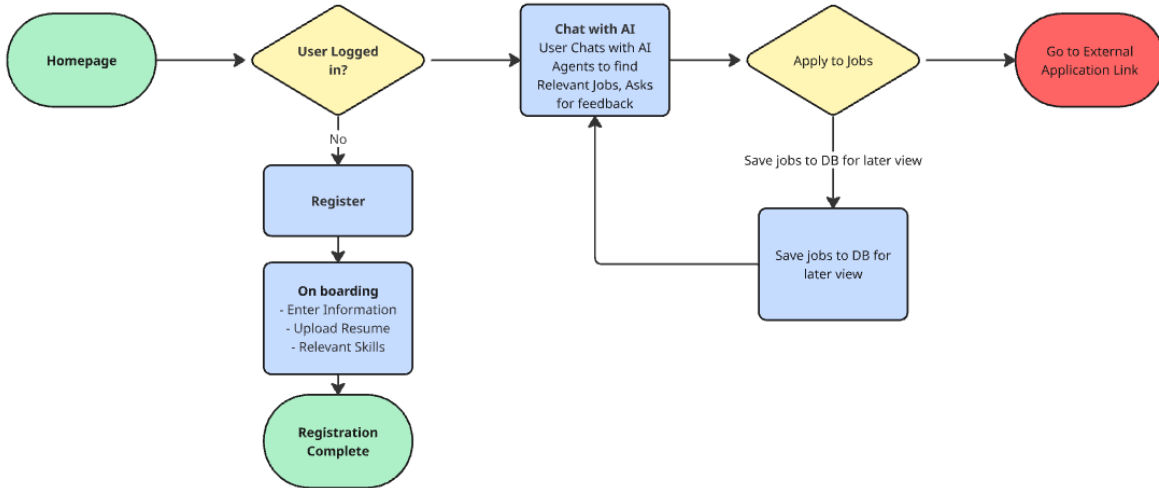 Homepage
User Logged
in?
Chat with AI
User Chats with AI
Agents to find
Relevant Jobs, Asks
for feedback
Apply to Jobs
Go to External
Application Link
No
Save jobs to DB for later view
Register
Save jobs to DB for
later view
On boarding
- Enter Information
- Upload Resume
- Relevant Skills
Registration
Complete